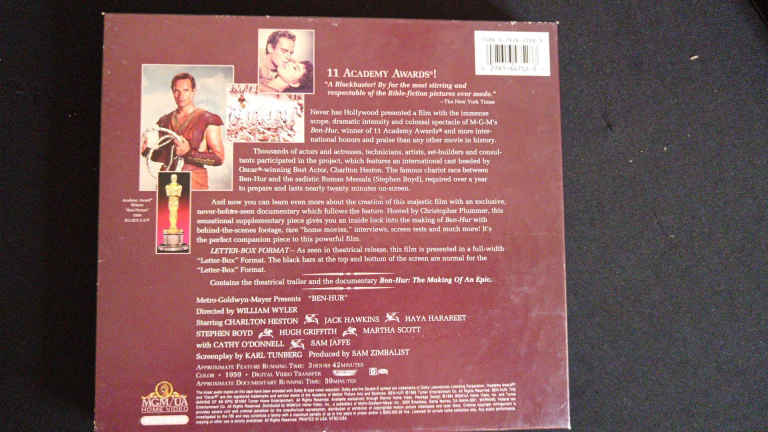 11 ACADEMY AWARDS®!
"A Blockbuster! By far the most stirring and
respectable of the Bible-fiction pictures ever made."
—The New York Times
Never has Hollywood presented a film with the immense
scope, dramatic intensity and colossal spectacle of M-G-M's
Ben-Hur, winner of 11 Academy Awards® and more inter-
national honors and praise than any other movie in history.
Thousands of actors and actresses, technicians, artists, set-builders and consul-
tants participated in the project, which features an international cast headed by
Oscar®-winning Best Actor, Charlton Heston. The famous chariot race between
Ben-Hur and the sadistic Roman Messala (Stephen Boyd), required over a year
to prepare and lasts nearly twenty minutes on-screen.
Academy Award®
Winner
"Ben-Hur"
1959
And now you can learn even more about the creation of this majestic film with an exclusive,
never-before-seen documentary which follows the feature. Hosted by Christopher Plummer, this
sensational supplementary piece gives you an inside look into the making of Ben-Hur with
behind-the-scenes footage, rare "home movies," interviews, screen tests and much more! It's
the perfect companion piece to this powerful film.
LETTER-BOX FORMAT— As seen in theatrical release, this film is presented in a full-width
"Letter-Box" Format. The black bars at the top and bottom of the screen are normal for the
"Letter-Box" Format.
Contains the theatrical trailer and the documentary Ben-Hur: The Making Of An Epic.
Metro-Goldwyn-Mayer Presents "BEN-HUR"
Directed by WILLIAM WYLER
Starring CHARLTON HESTON JACK HAWKINS HAYA HARAREET
STEPHEN BOYD HUGH GRIFFITH MARTHA SCOTT
with CATHY O'DONNELL SAM JAFFE
Screenplay by KARL TUNBERG Produced by SAM ZIMBALIST
APPROXIMATE FEATURE RUNNING TIME: 3 HOURS 42 MINUTES
COLOR • 1959 • DIGITAL VIDEO TRANSFER
APPROXIMATE DOCUMENTARY RUNNING TIME: 59 MINUTES
MGM/UA
HOME VIDEO